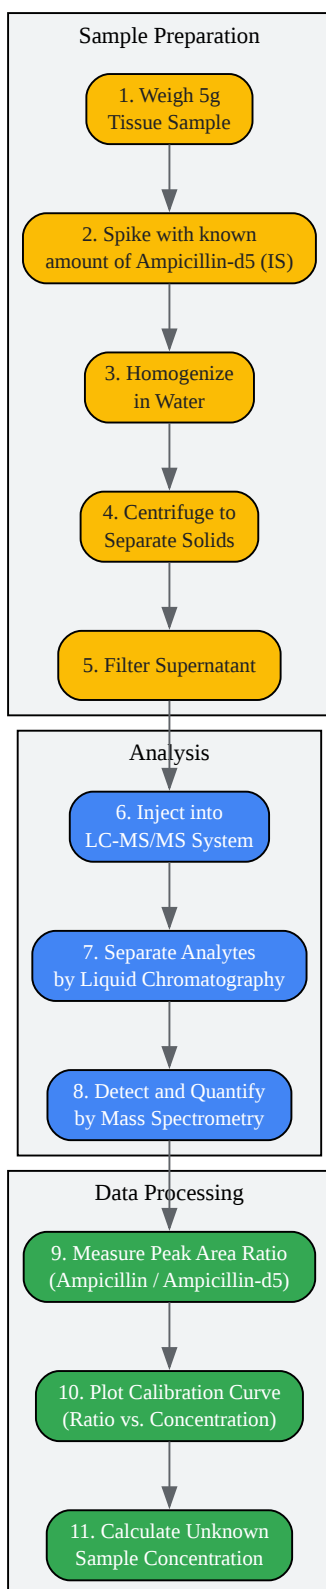 Sample Preparation
1. Weigh 5g
Tissue Sample
2. Spike with known
amount of Ampicillin-d5 (IS)
3. Homogenize
in Water
4. Centrifuge to
Separate Solids
5. Filter Supernatant
Analysis
6. Inject into
LC-MS/MS System
7. Separate Analytes
by Liquid Chromatography
8. Detect and Quantify
by Mass Spectrometry
Data Processing
9. Measure Peak Area Ratio
(Ampicillin / Ampicillin-d5)
10. Plot Calibration Curve
(Ratio vs. Concentration)
11. Calculate Unknown
Sample Concentration